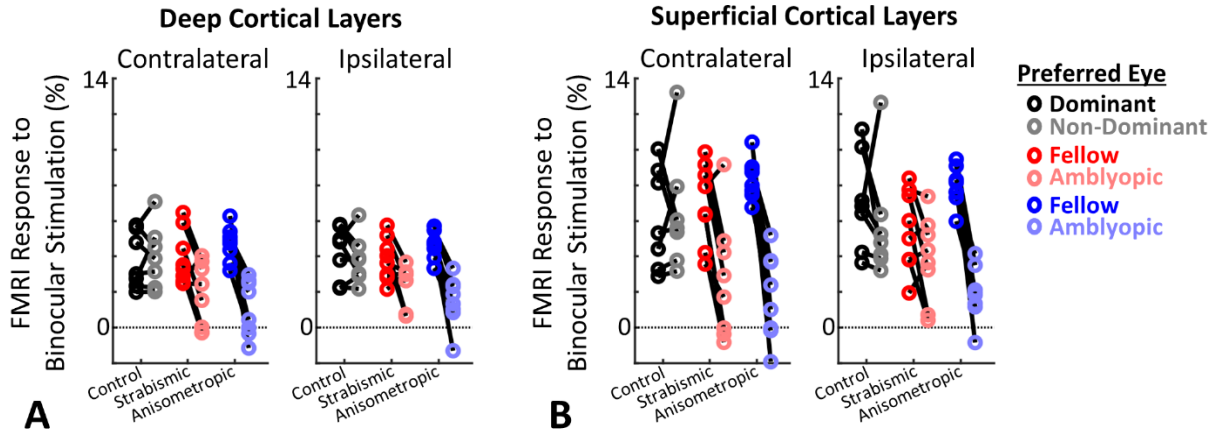 Deep Cortical Layers
Contralateral
Ipsilateral
FMRI Response to
Binocular Stimulation (%)
14
0
Control
Strabismic
Anisometropic
Control
Strabismic
Anisometropic
A
Superficial Cortical Layers
Contralateral
Ipsilateral
FMRI Response to
Binocular Stimulation (%)
14
0
14
0
Control
Strabismic
Anisometropic
Control
Strabismic
Anisometropic
B
Preferred Eye
Dominant
Non-Dominant
Fellow
Amblyopic
Fellow
Amblyopic